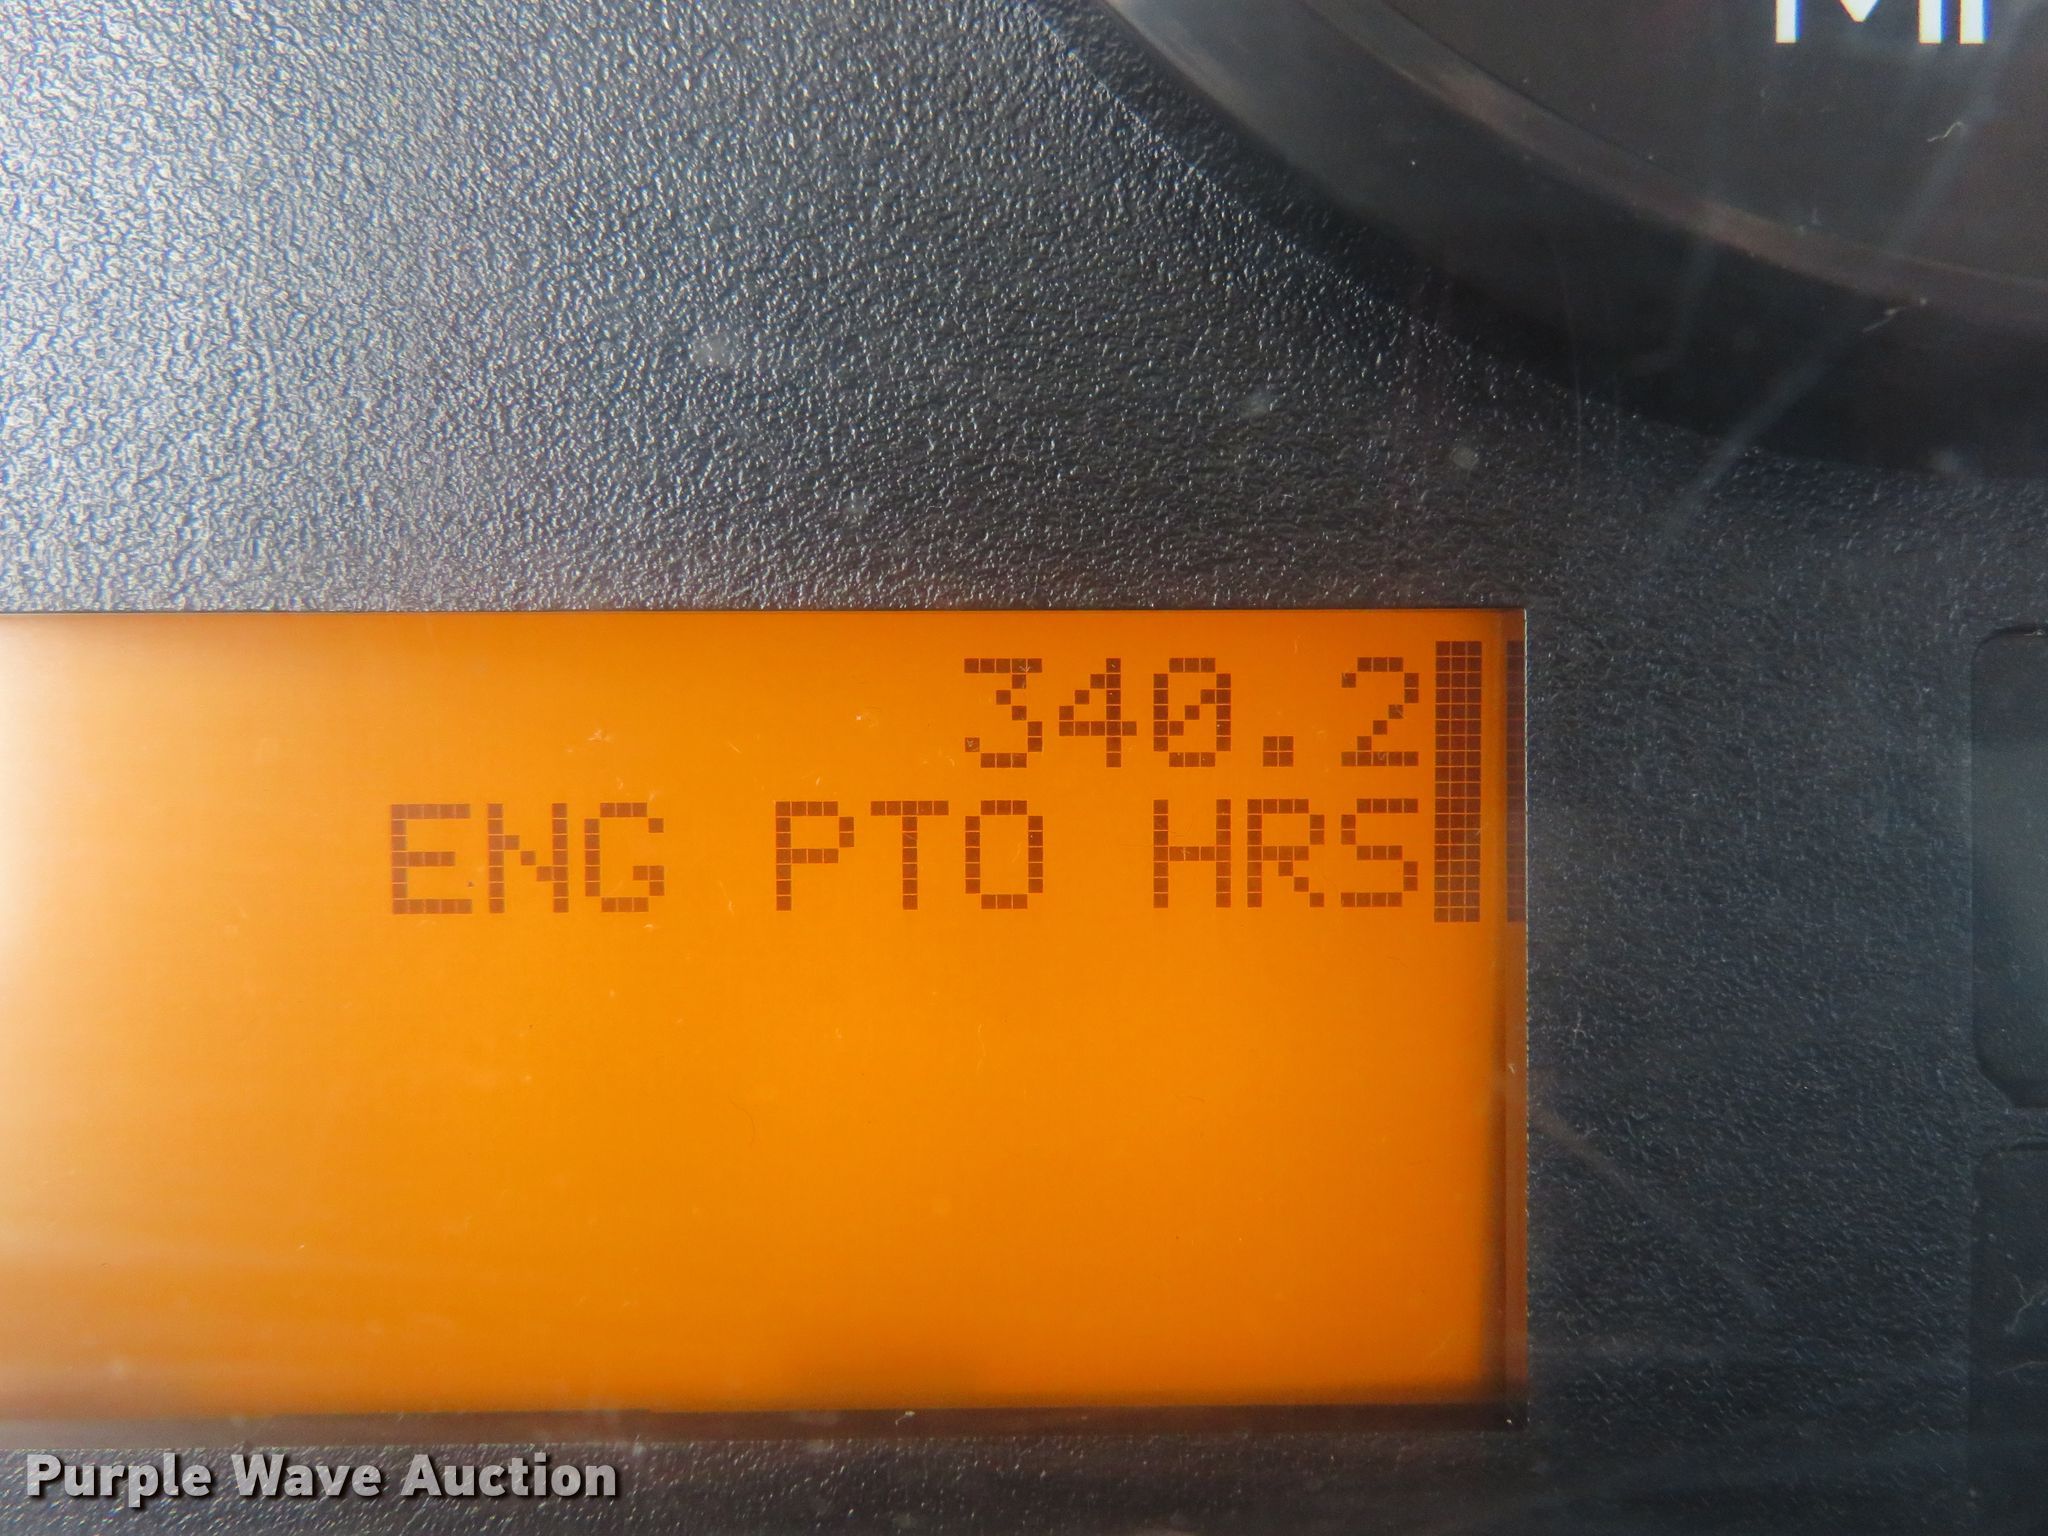 340.2
ENG PTO HRS
Purple Wave Auction